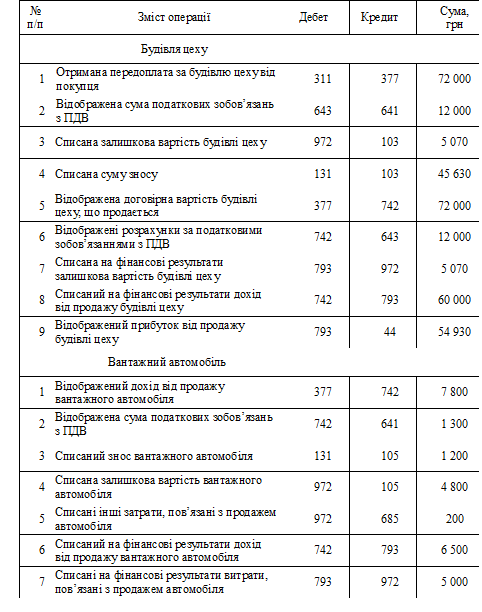 № п/п Зміст операції Дебет Кредит Сума, грн
Будівля цеху
1 Отримана передоплата за будівлю цеху від покупця 311 377 72 000
2 Відображена сума податкових зобов’язань з ПДВ 643 641 12 000
3 Списана залишкова вартість будівлі цеху 972 103 5 070
4 Списана суму зносу 131 103 45 630
5 Відображена договірна вартість будівлі цеху, що продається 377 742 72 000
6 Відображені розрахунки за податковими зобов’язаннями з ПДВ 742 643 12 000
7 Списана на фінансові результати залишкова вартість будівлі цеху 793 972 5 070
8 Списаний на фінансові результати дохід від продажу будівлі цеху 742 793 60 000
9 Відображений прибуток від продажу будівлі цеху 793 44 54 930
Вантажний автомобіль
1 Відображений дохід від продажу вантажного автомобіля 377 742 7 800
2 Відображена сума податкових зобов’язань з ПДВ 742 641 1 300
3 Списаний знос вантажного автомобіля 131 105 1 200
4 Списана залишкова вартість вантажного автомобіля 972 105 4 800
5 Списані інші затрати, пов’язані з продажем автомобіля 972 685 200
6 Списаний на фінансові результати дохід від продажу вантажного автомобіля 742 793 6 500
7 Списані на фінансові результати витрати, пов’язані з продажем автомобіля 793 972 5 000